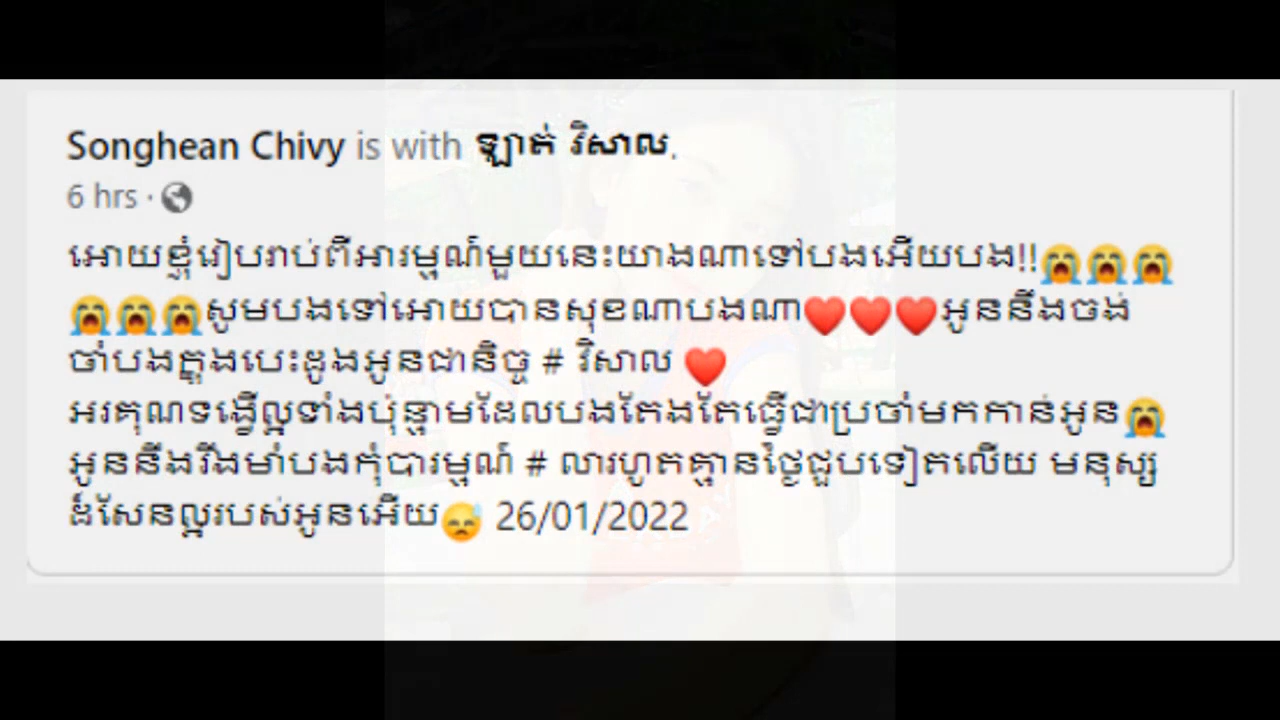 Songhean Chivy is with ឡាត់ វិសាល.
6 hrs ·
អោយខ្ញុំរៀបរាប់ពីអារម្មណ៍មួយនេះយាងណាទៅបងអើយបង!!😭😭😭
😭😭😭សូមបងទៅអោយបានសុខណាបងណា❤️❤️❤️អូននឹងចង់
ចាំបងក្នុងបេះដូងអូនជានិច្ច # វិសាល ❤️
អរគុណទង្វើល្អទាំងប៉ុន្មាមដែលបងតែងតែធ្វើជាប្រចាំមកកាន់អូន😭
អូននឹងរឹងមាំបងកុំបារម្មណ៍ # លារហូតគ្មានថ្ងៃជួបទៀតលើយ មនុស្ស
ដ៏សែនល្អរបស់អូនអើយ😓 26/01/2022